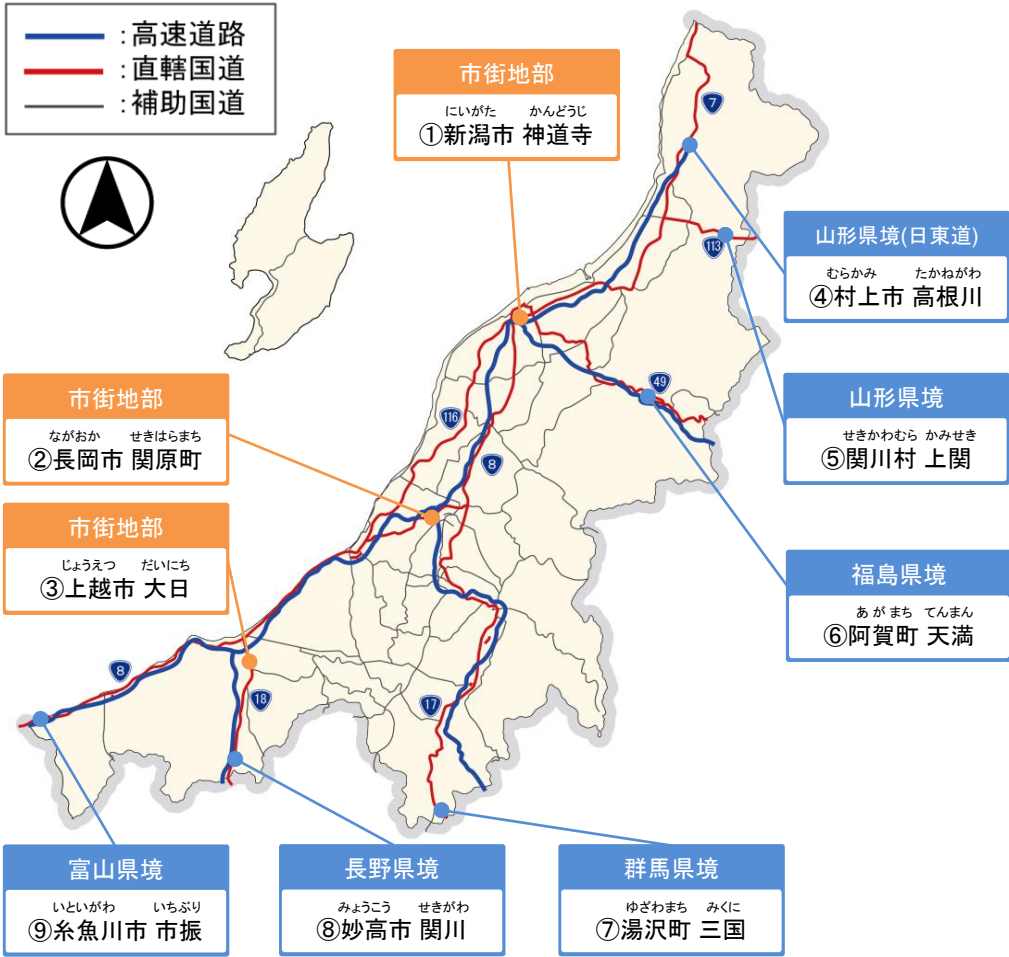 ：高速道路
：直轄国道
：補助国道
市街地部
にいがた かんどうじ
①新潟市 神道寺
7
山形県境(日東道)
むらかみ たかねがわ
④村上市 高根川
113
市街地部
ながおか せきはらまち
②長岡市 関原町
116
49
山形県境
せきかわむら かみせき
⑤関川村 上関
8
市街地部
じょうえつ だいにち
③上越市 大日
福島県境
あがまち てんまん
⑥阿賀町 天満
8
18
17
富山県境
いといがわ いちぶり
⑨糸魚川市 市振
長野県境
みょうこう せきがわ
⑧妙高市 関川
群馬県境
ゆざわまち みくに
⑦湯沢町 三国